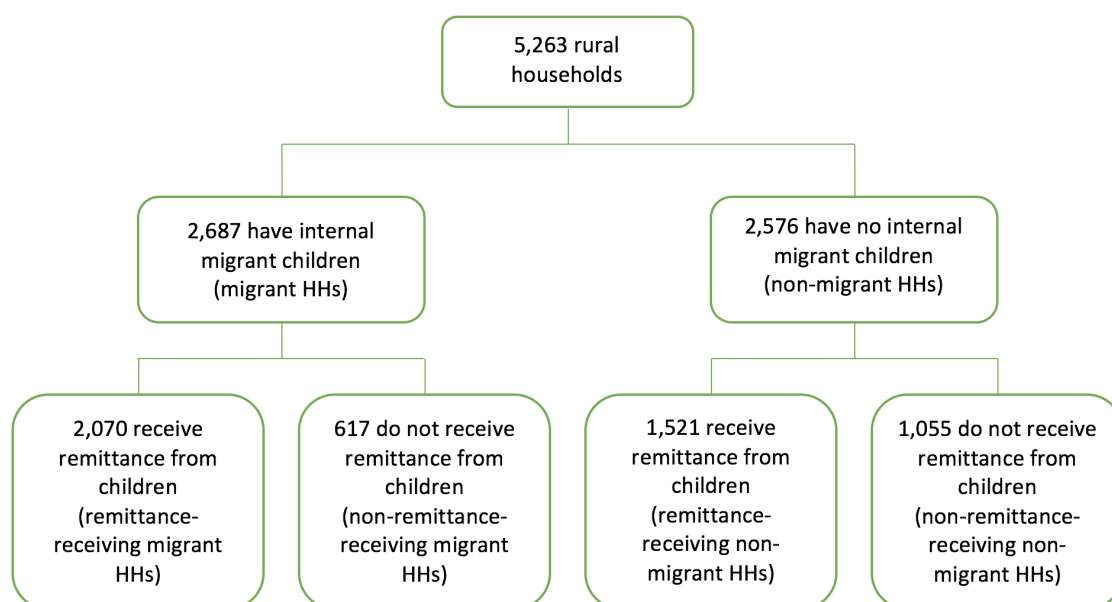 5,263 rural
households
2,687 have internal
migrant children
(migrant HHs)
2,576 have no internal
migrant children
(non-migrant HHs)
2,070 receive
remittance from
children
(remittance-
receiving migrant
HHs)
617 do not receive
remittance from
children
(non-remittance-
receiving migrant
HHs)
1,521 receive
remittance from
children
(remittance-
receiving non-
migrant HHs)
1,055 do not receive
remittance from
children
(non-remittance-
receiving non-
migrant HHs)